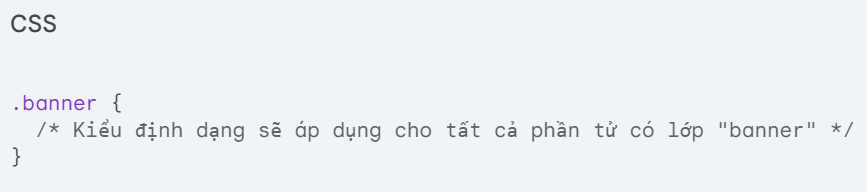 CSS
.banner {
/* Kiểu định dạng sẽ áp dụng cho tất cả phần tử có lớp "banner" */
}